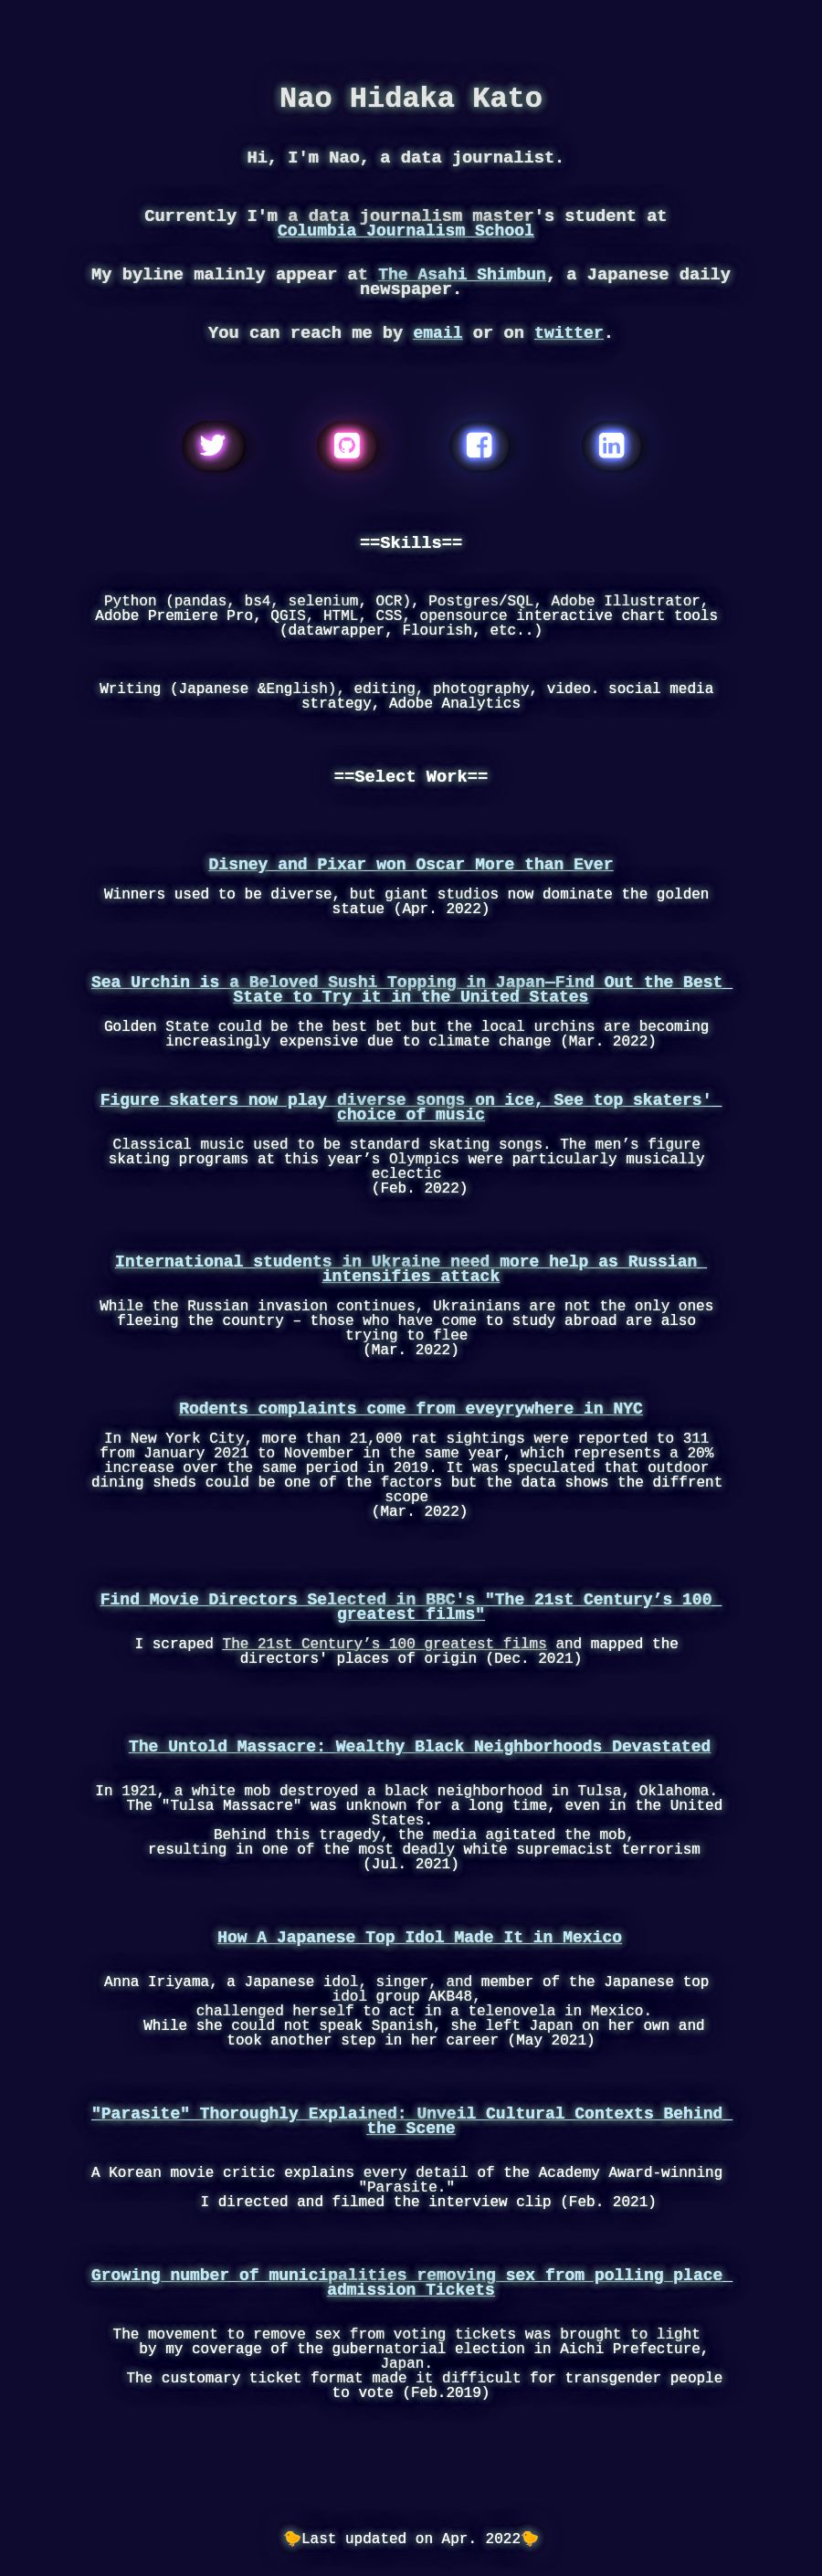 Nao Hidaka Kato
Hi, I'm Nao, a data journalist.
Currently I'm a data journalism master's student at
Columbia Journalism School
My byline malinly appear at The Asahi Shimbun, a Japanese daily
newspaper.
You can reach me by email or on twitter.
==Skills==
Python (pandas, bs4, selenium, OCR), Postgres/SQL, Adobe Illustrator,
Adobe Premiere Pro, QGIS, HTML, CSS, opensource interactive chart tools
(datawrapper, Flourish, etc..)
Writing (Japanese &English), editing, photography, video. social media
strategy, Adobe Analytics
==Select Work==
Disney and Pixar won Oscar More than Ever
Winners used to be diverse, but giant studios now dominate the golden
statue (Apr. 2022)
Sea Urchin is a Beloved Sushi Topping in Japan—Find Out the Best
State to Try it in the United States
Golden State could be the best bet but the local urchins are becoming
increasingly expensive due to climate change (Mar. 2022)
Figure skaters now play diverse songs on ice, See top skaters'
choice of music
Classical music used to be standard skating songs. The men’s figure
skating programs at this year’s Olympics were particularly musically
eclectic
(Feb. 2022)
International students in Ukraine need more help as Russian
intensifies attack
While the Russian invasion continues, Ukrainians are not the only ones
fleeing the country – those who have come to study abroad are also
trying to flee
(Mar. 2022)
Rodents complaints come from eveyrywhere in NYC
In New York City, more than 21,000 rat sightings were reported to 311
from January 2021 to November in the same year, which represents a 20%
increase over the same period in 2019. It was speculated that outdoor
dining sheds could be one of the factors but the data shows the diffrent
scope
(Mar. 2022)
Find Movie Directors Selected in BBC's "The 21st Century’s 100
greatest films"
I scraped The 21st Century’s 100 greatest films and mapped the
directors' places of origin (Dec. 2021)
The Untold Massacre: Wealthy Black Neighborhoods Devastated
In 1921, a white mob destroyed a black neighborhood in Tulsa, Oklahoma.
The "Tulsa Massacre" was unknown for a long time, even in the United
States.
Behind this tragedy, the media agitated the mob,
resulting in one of the most deadly white supremacist terrorism
(Jul. 2021)
How A Japanese Top Idol Made It in Mexico
Anna Iriyama, a Japanese idol, singer, and member of the Japanese top
idol group AKB48,
challenged herself to act in a telenovela in Mexico.
While she could not speak Spanish, she left Japan on her own and
took another step in her career (May 2021)
"Parasite" Thoroughly Explained: Unveil Cultural Contexts Behind
the Scene
A Korean movie critic explains every detail of the Academy Award-winning
"Parasite."
I directed and filmed the interview clip (Feb. 2021)
Growing number of municipalities removing sex from polling place
admission Tickets
The movement to remove sex from voting tickets was brought to light
by my coverage of the gubernatorial election in Aichi Prefecture,
Japan.
The customary ticket format made it difficult for transgender people
to vote (Feb.2019)
🐤Last updated on Apr. 2022🐤